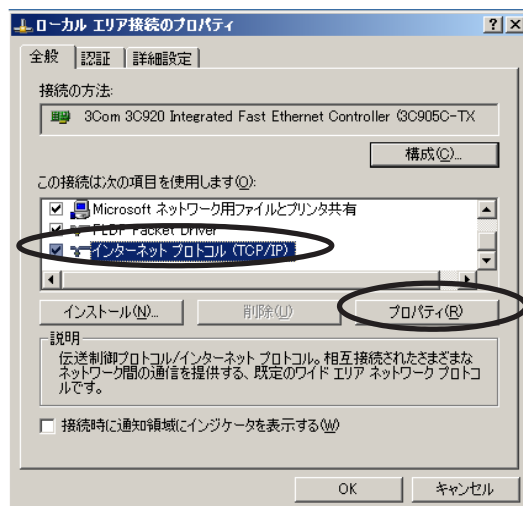 ローカル エリア接続のプロパティ
全般 認証 詳細設定
接続の方法:
3Com 3C920 Integrated Fast Ethernet Controller (3C905C-TX
構成(C)...
この接続は次の項目を使用します(O):
Microsoft ネットワーク用ファイルとプリンタ共有
Packet Driver
インターネット プロトコル (TCP/IP)
インストール(N)... 削除(U) プロパティ(R)
説明
伝送制御プロトコル/インターネット プロトコル。相互接続されたさまざまな
ネットワーク間の通信を提供する、既定のワイド エリア ネットワーク プロトコ
ルです。
接続時に通知領域にインジケータを表示する(W)
OK キャンセル